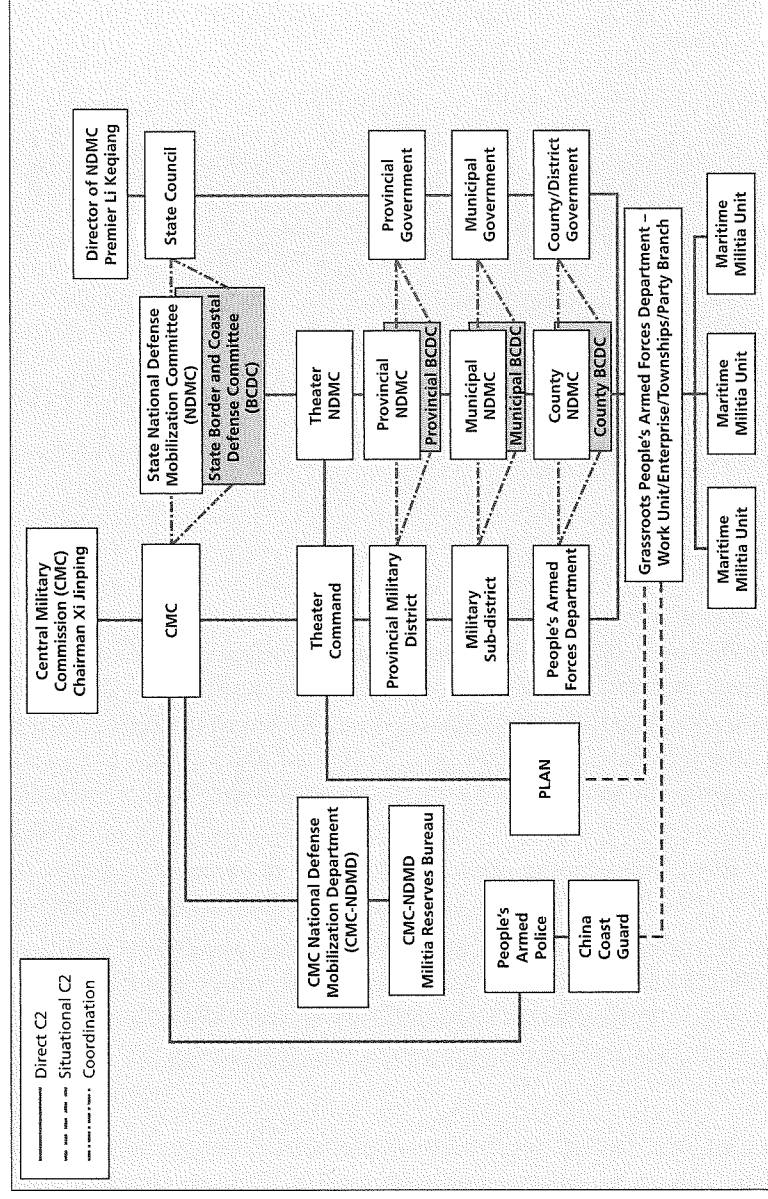 Direct C2
Situational C2
Coordination
Central Military
Commission (CMC)
Chairman Xi Jinping
Director of NDMC
Premier Li Keqiang
CMC
State National Defense
Mobilization Committee
(NDMC)
State Border and Coastal
Defense Committee
(BCDC)
State Council
CMC National Defense
Mobilization Department
(CMC-NDMD)
CMC-NDMD
Militia Reserves Bureau
Theater
Command
Theater
NDMC
Provincial Military
District
Provincial
NDMC
Provincial BCDC
Provincial
Government
Military
Sub-district
Municipal
NDMC
Municipal BCDC
Municipal
Government
People's
Armed
Police
China
Coast
Guard
PLAN
People's Armed
Forces Department
County
NDMC
County BCDC
County/District
Government
Grassroots People's Armed Forces Department –
Work Unit/Enterprise/Townships/Party Branch
Maritime
Militia Unit
Maritime
Militia Unit
Maritime
Militia Unit